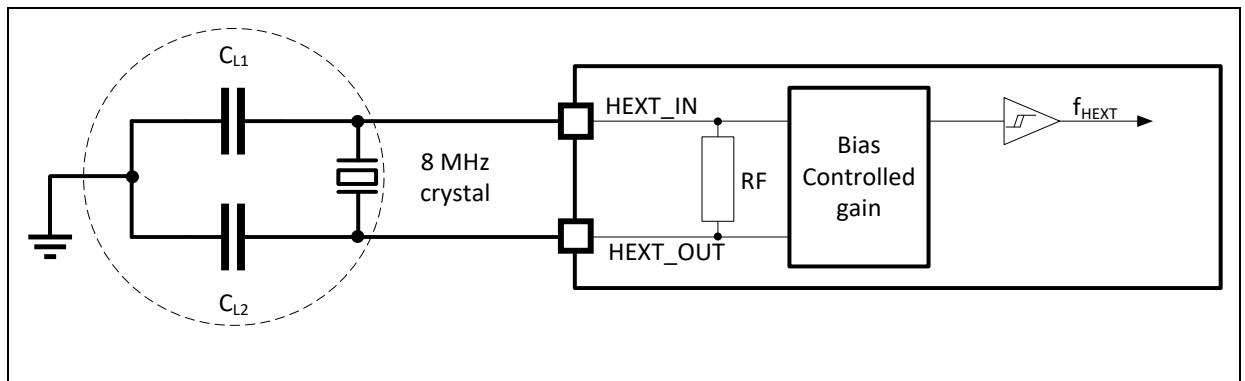 CL1
HEXT_IN
fHEXT
8 MHz
crystal
RF
Bias
Controlled
gain
HEXT_OUT
CL2